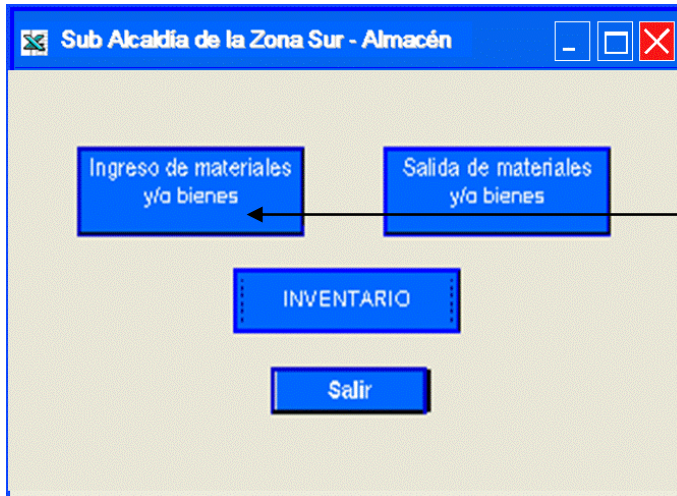 Sub Alcaldía de la Zona Sur - Almacén
Ingreso de materiales
y/o bienes
Salida de materiales
y/o bienes
INVENTARIO
Salir